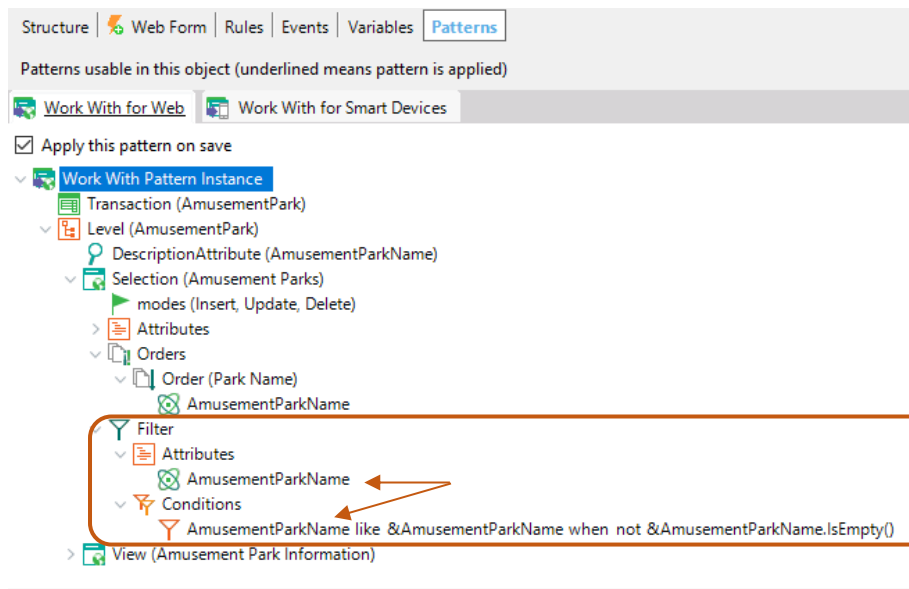 Structure Web Form Rules Events Variables Patterns
Patterns usable in this object (underlined means pattern is applied)
Work With for Web Work With for Smart Devices
Apply this pattern on save
Work With Pattern Instance
Transaction (AmusementPark)
Level (AmusementPark)
DescriptionAttribute (AmusementParkName)
Selection (Amusement Parks)
modes (Insert, Update, Delete)
Attributes
Orders
Order (Park Name)
AmusementParkName
Filter
Attributes
AmusementParkName
Conditions
AmusementParkName like &AmusementParkName when not &AmusementParkName.IsEmpty()
View (Amusement Park Information)